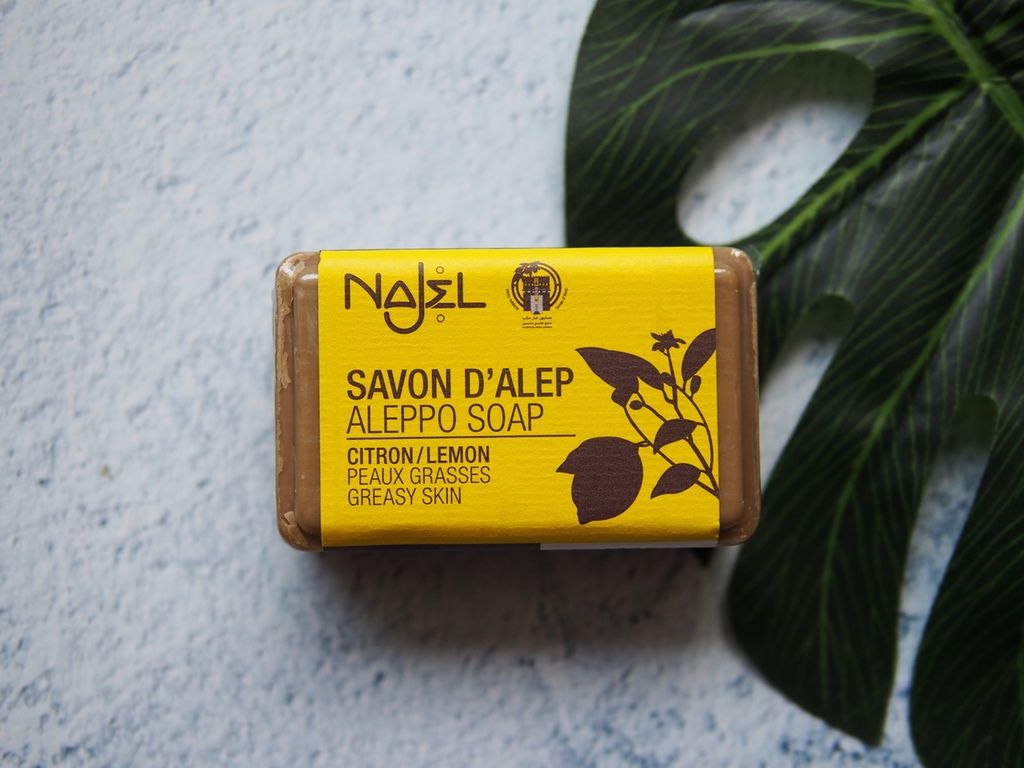 NAJEL
SAVON D'ALEP
ALEPPO SOAP
CITRON/LEMON
PEAUX GRASSES
GREASY SKIN